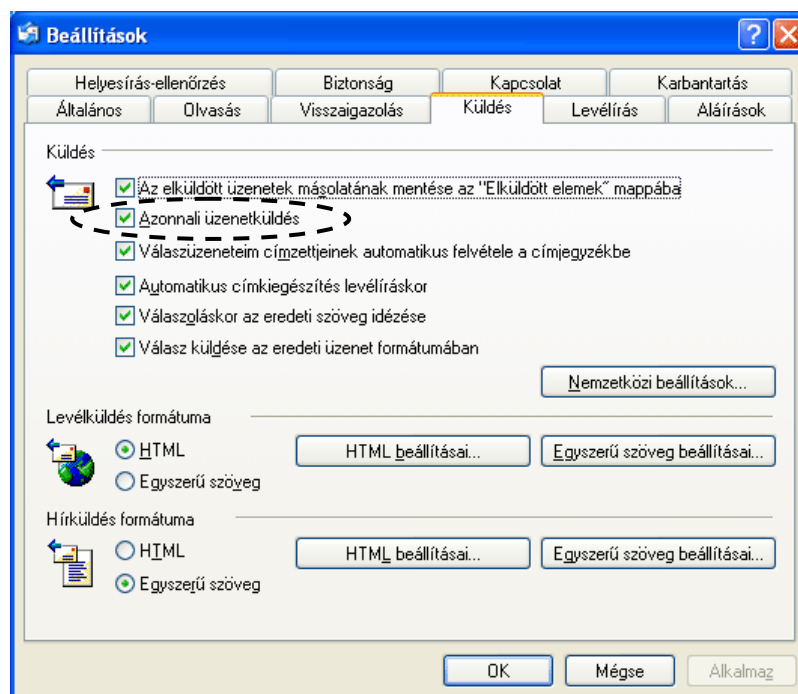 Beállítások
Helyesírás-ellenőrzés Biztonság Kapcsolat Karbantartás
Általános Olvasás Visszaigazolás Küldés Levélírás Aláírások
Küldés
Az elküldött üzenetek másolatának mentése az "Elküldött elemek" mappába
Azonnali üzenetküldés
Válaszüzeneteim címzettjeinek automatikus felvétele a címjegyzékbe
Automatikus címkiegészítés levélíráskor
Válaszoláskor az eredeti szöveg idézése
Válasz küldése az eredeti üzenet formátumában
Nemzetközi beállítások...
Levélküldés formátuma
HTML HTML beállításai... Egyszerű szöveg beállításai...
Egyszerű szöveg
Hírküldés formátuma
HTML HTML beállításai... Egyszerű szöveg beállításai...
Egyszerű szöveg
OK Mégse Alkalmaz